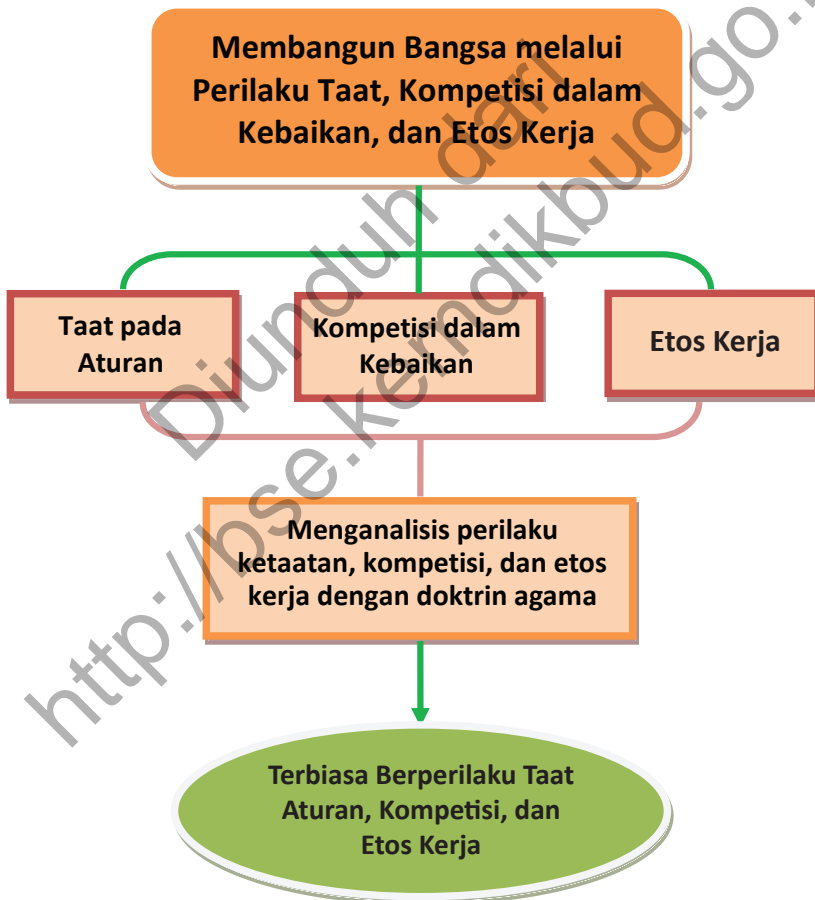 Membangun Bangsa melalui
Perilaku Taat, Kompetisi dalam
Kebaikan, dan Etos Kerja
Taat pada
Aturan
Kompetisi dalam
Kebaikan
Etos Kerja
Menganalisis perilaku
ketaatan, kompetisi, dan etos
kerja dengan doktrin agama
Terbiasa Berperilaku Taat
Aturan, Kompetisi, dan
Etos Kerja
Diunduh dari
http://bse.kemdikbud.go.